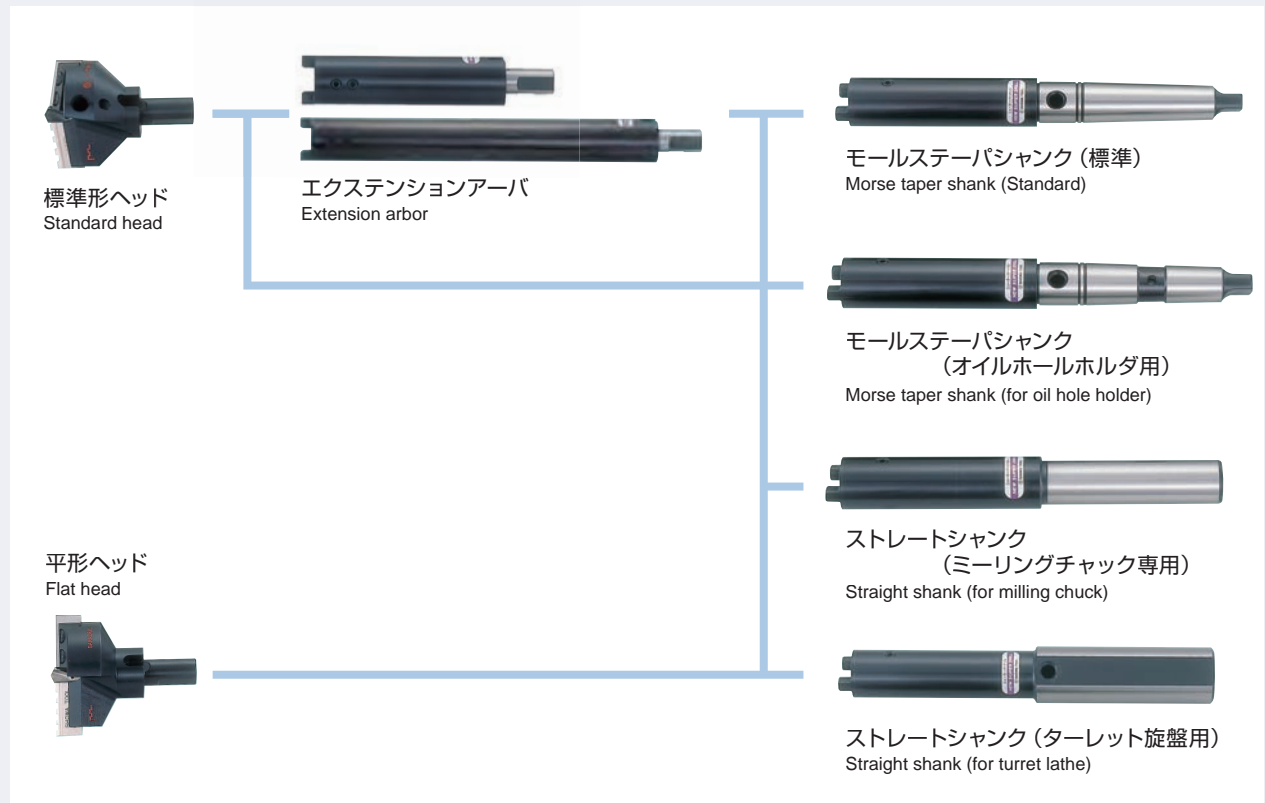 標準形ヘッド
Standard head
エクステンションアーバ
Extension arbor
モールステーパシャンク（標準）
Morse taper shank (Standard)
モールステーパシャンク
（オイルホールホルダ用）
Morse taper shank (for oil hole holder)
ストレートシャンク
（ミーリングチャック専用）
Straight shank (for milling chuck)
平形ヘッド
Flat head
ストレートシャンク（ターレット旋盤用）
Straight shank (for turret lathe)